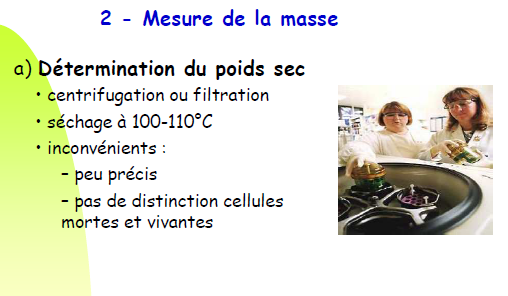 2 - Mesure de la masse
a) Détermination du poids sec
• centrifugation ou filtration
• séchage à 100-110°C
• inconvénients :
– peu précis
– pas de distinction cellules
mortes et vivantes